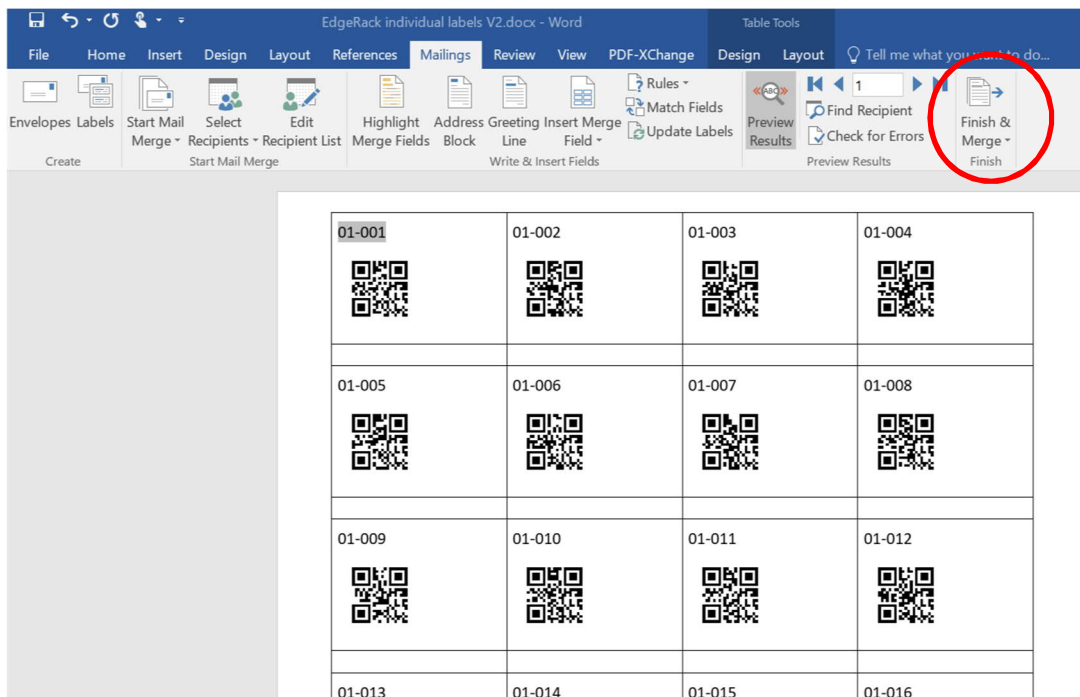 EdgeRack individual labels V2.docx - Word
Table Tools
File Home Insert Design Layout References Mailings Review View PDF-XChange Design Layout Tell me what you want to do...
Envelopes Labels Start Mail Merge Select Recipients Edit Recipient List Highlight Merge Fields Address Block Greeting Line Insert Merge Field
Rules
Match Fields
Update Labels
Preview Results
1
Find Recipient
Check for Errors
Finish & Merge
Create Start Mail Merge Write & Insert Fields Preview Results Finish
01-001 01-002 01-003 01-004
01-005 01-006 01-007 01-008
01-009 01-010 01-011 01-012
01-013 01-014 01-015 01-016